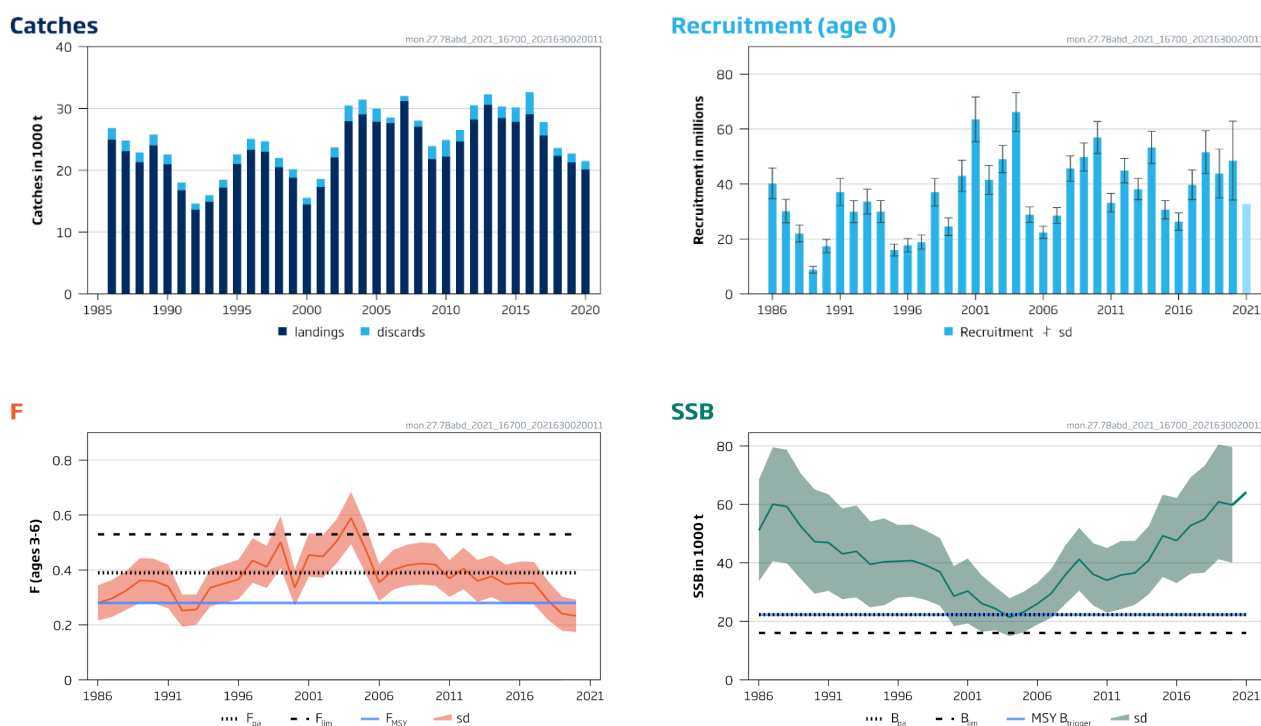 Catches
mon.27.78abd_2021_16700_2021630020011
Catches in 1000 t
40
30
20
10
0
1985 1990 1995 2000 2005 2010 2015 2020
landings discards
Recruitment (age 0)
mon.27.78abd_2021_16700_2021630020011
Recruitment in millions
80
60
40
20
0
1986 1991 1996 2001 2006 2011 2016 2021
Recruitment sd
F
mon.27.78abd_2021_16700_2021630020011
F (ages 3-6)
0.8
0.6
0.4
0.2
0
1986 1991 1996 2001 2006 2011 2016 2021
Fpa Flim FMSY sd
SSB
mon.27.78abd_2021_16700_2021630020011
SSB in 1000 t
80
60
40
20
0
1986 1991 1996 2001 2006 2011 2016 2021
Bpa Blim MSY Btrigger sd